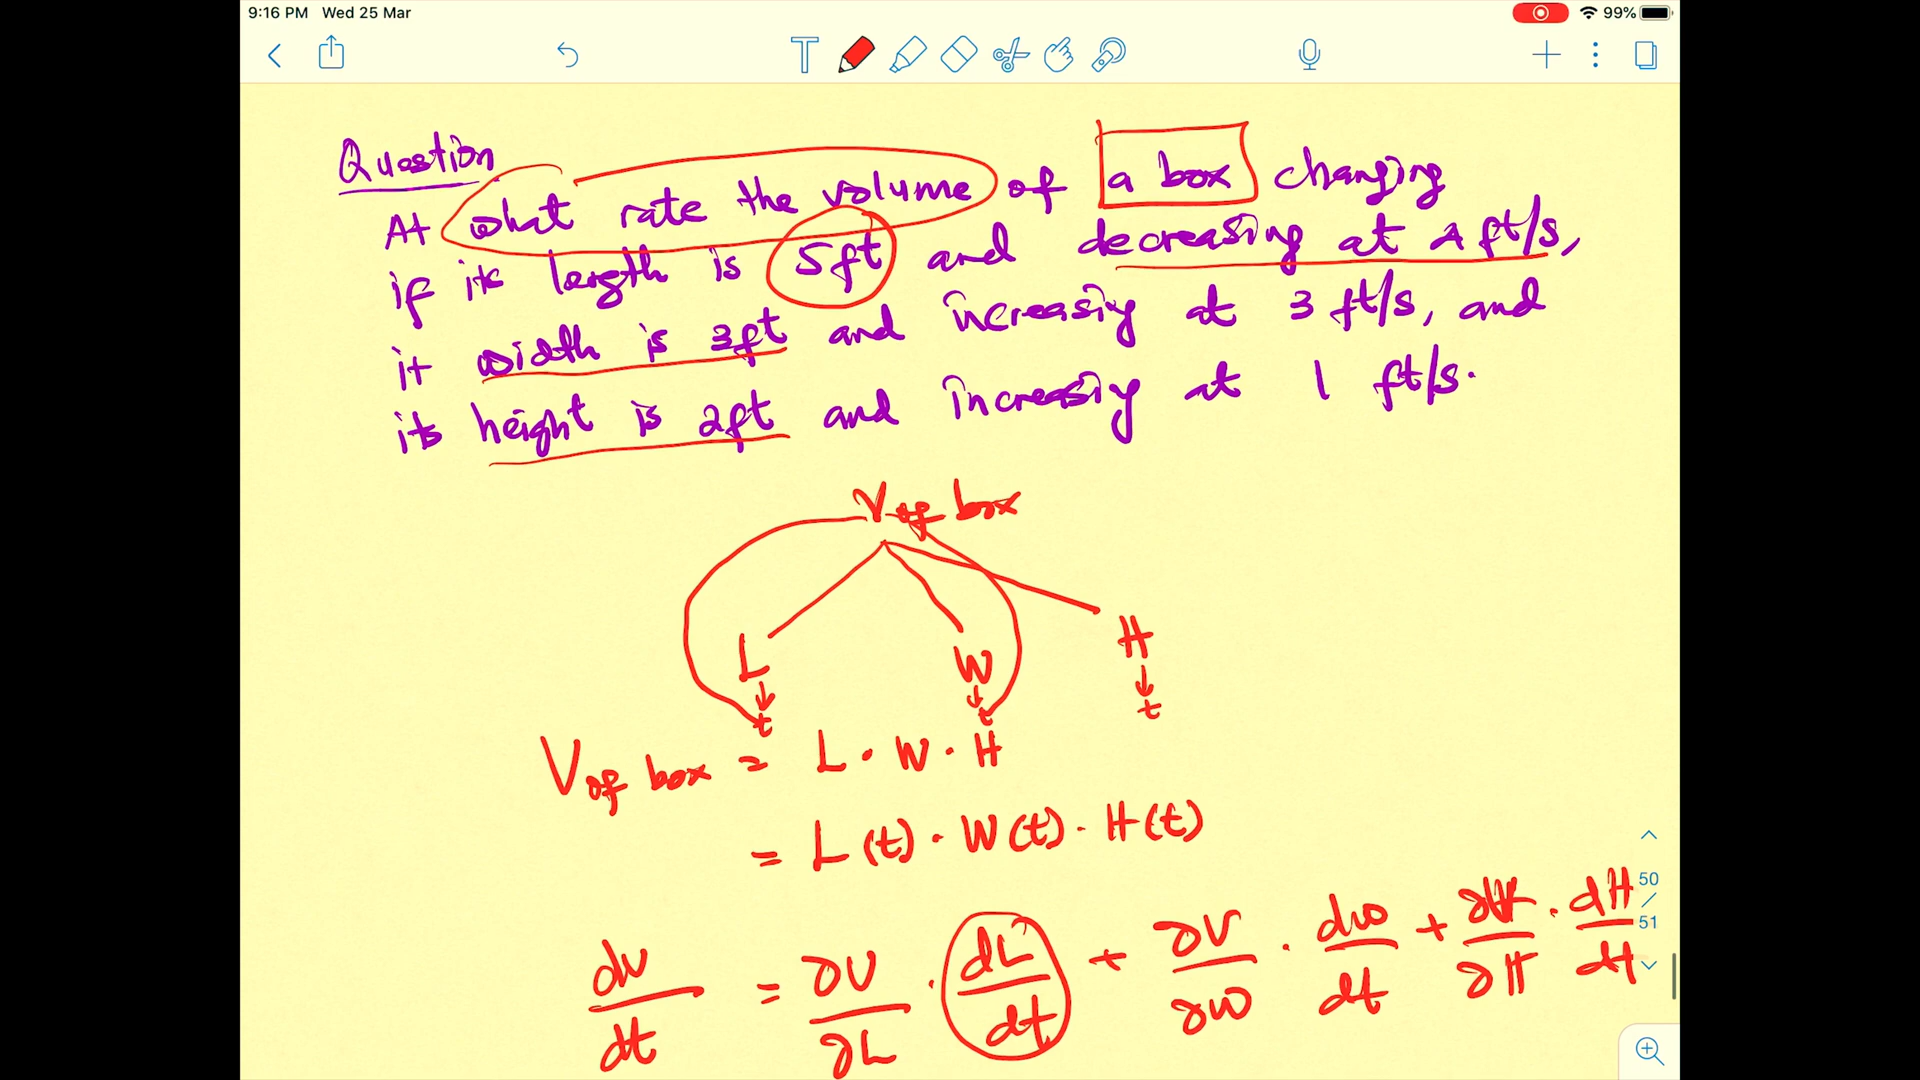 9:16 PM Wed 25 Mar 99%
T
Question
At what rate the volume of a box changing
if its length is 5ft and decreasing at 4 ft/s,
it width is 3ft and increasing at 3 ft/s, and
its height is 2ft and increasing at 1 ft/s.
V of box
L W H
t t t
V of box = L · W · H
= L(t) · W(t) · H(t)
dv/dt = ∂V/∂L · dL/dt + ∂V/∂w · dw/dt + ∂V/∂H · dH/dt
50 / 51